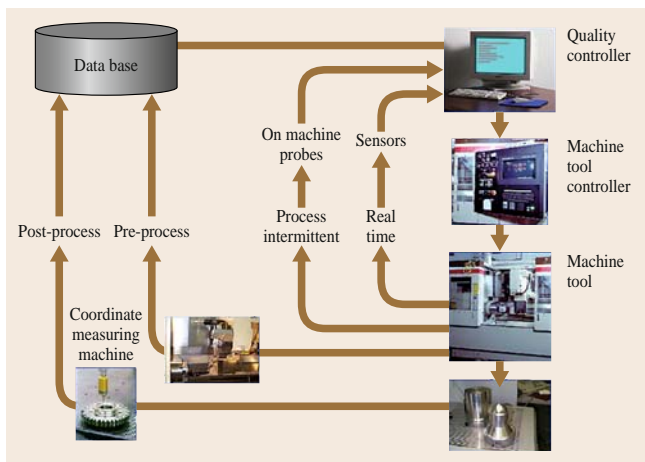 Data base
Quality
controller
On machine
probes
Sensors
Machine
tool
controller
Post-process
Pre-process
Process
intermittent
Real
time
Machine
tool
Coordinate
measuring
machine